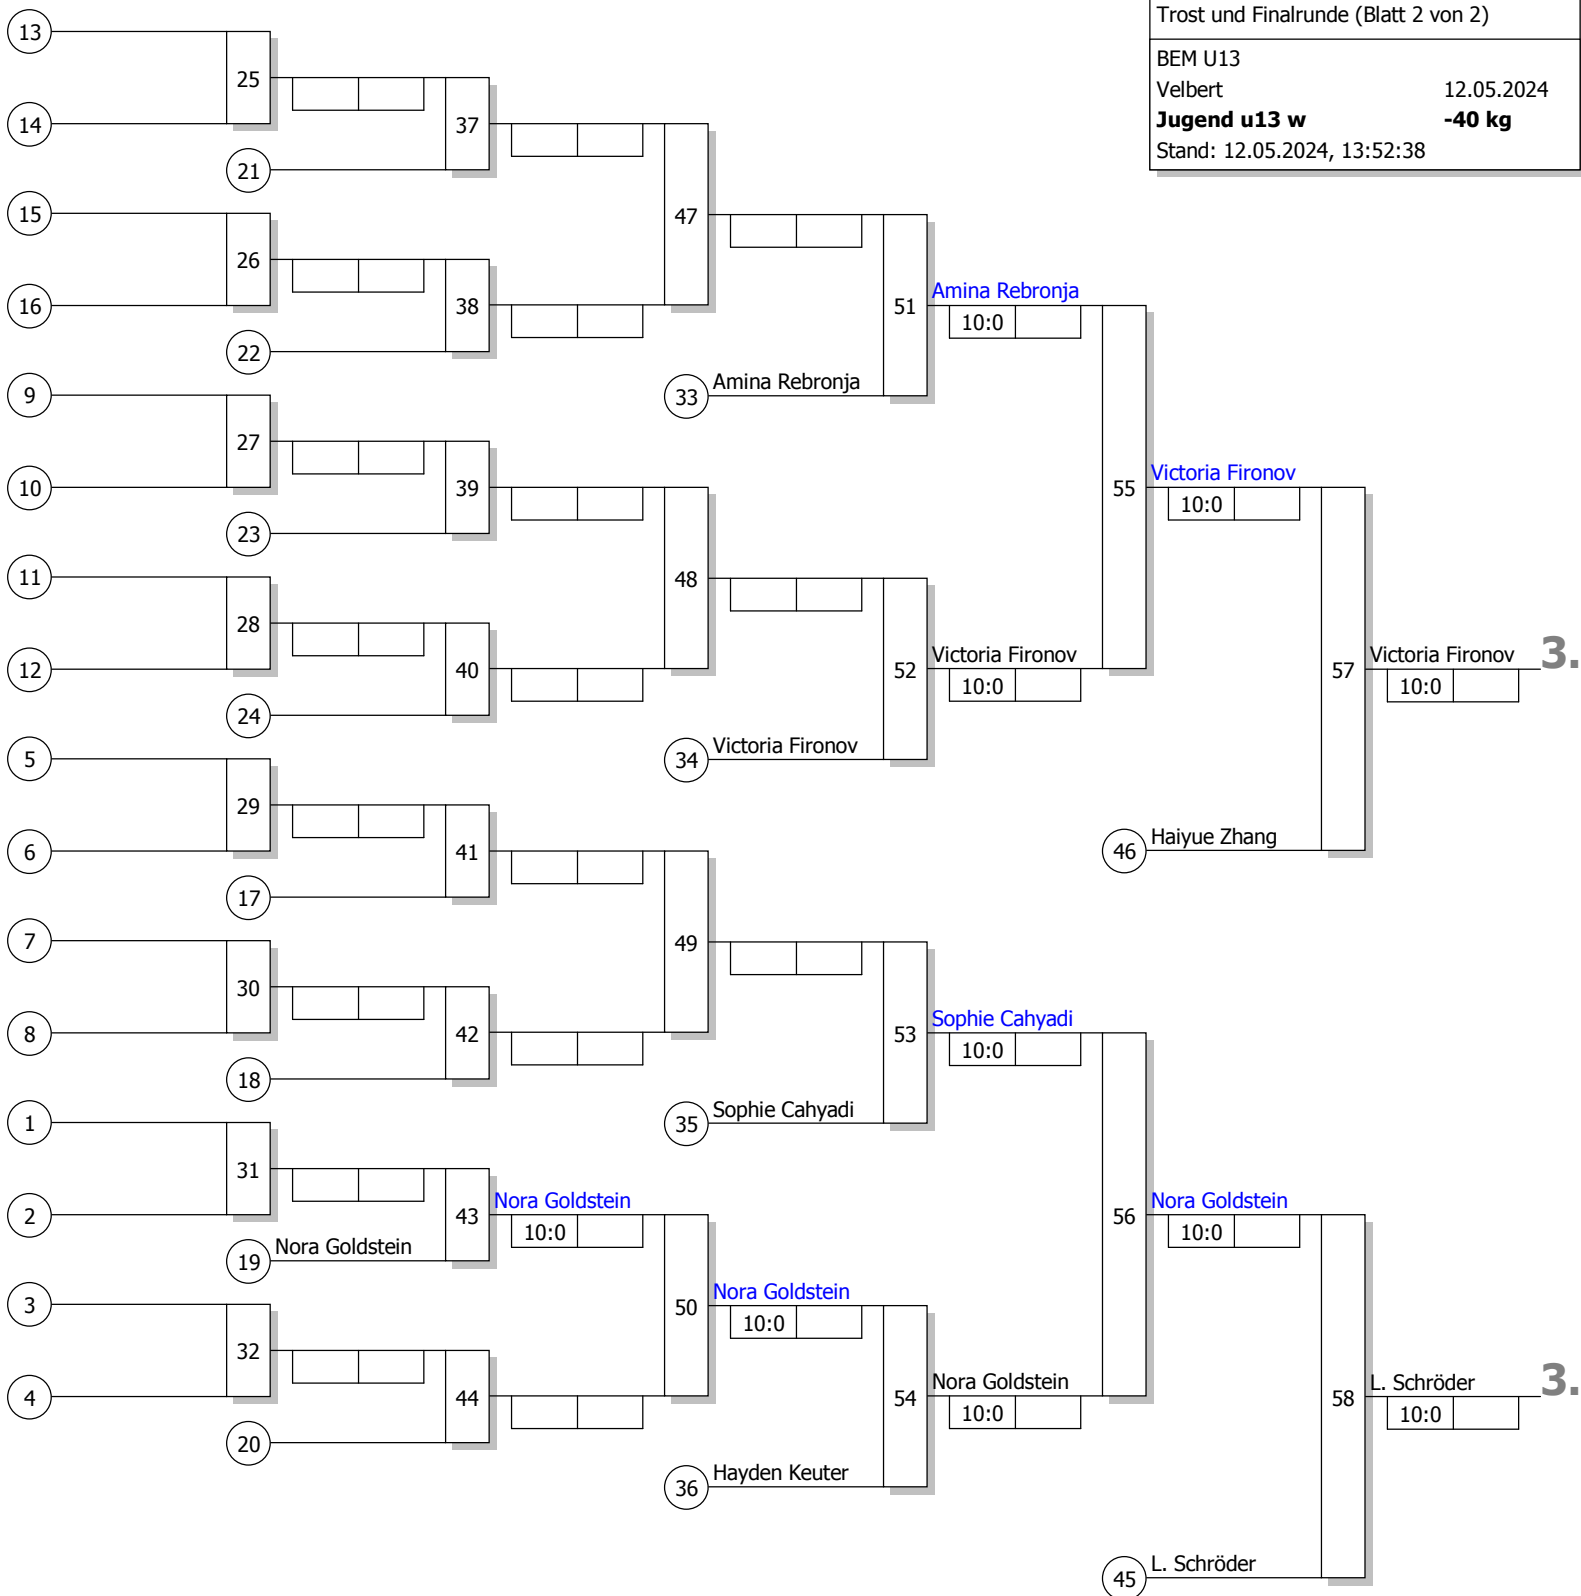 Trost und Finalrunde (Blatt 2 von 2)
BEM U13
Velbert 12.05.2024
Jugend u13 w -40 kg
Stand: 12.05.2024, 13:52:38
13
25
14
37
21
15
47
26
16
38
22
51
Amina Rebronja
10:0
9
33 Amina Rebronja
27
10
39
23
55
Victoria Fironov
10:0
11
48
28
12
40
24
52
Victoria Fironov
10:0
57
Victoria Fironov
10:0
3.
5
34 Victoria Fironov
29
6
41
17
46 Haiyue Zhang
7
49
30
8
42
18
53
Sophie Cahyadi
10:0
1
35 Sophie Cahyadi
31
2
43
Nora Goldstein
10:0
19 Nora Goldstein
56
Nora Goldstein
10:0
3
50
Nora Goldstein
10:0
32
4
44
20
54
Nora Goldstein
10:0
58
L. Schröder
10:0
3.
36 Hayden Keuter
45 L. Schröder